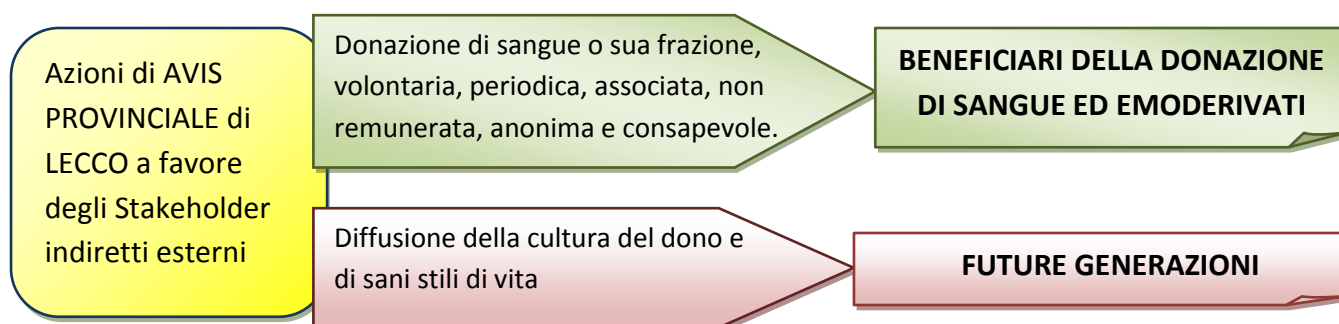 Azioni di AVIS
PROVINCIALE di
LECCO a favore
degli Stakeholder
indiretti esterni
Donazione di sangue o sua frazione,
volontaria, periodica, associata, non
remunerata, anonima e consapevole.
BENEFICIARI DELLA DONAZIONE
DI SANGUE ED EMODERIVATI
Diffusione della cultura del dono e
di sani stili di vita
FUTURE GENERAZIONI